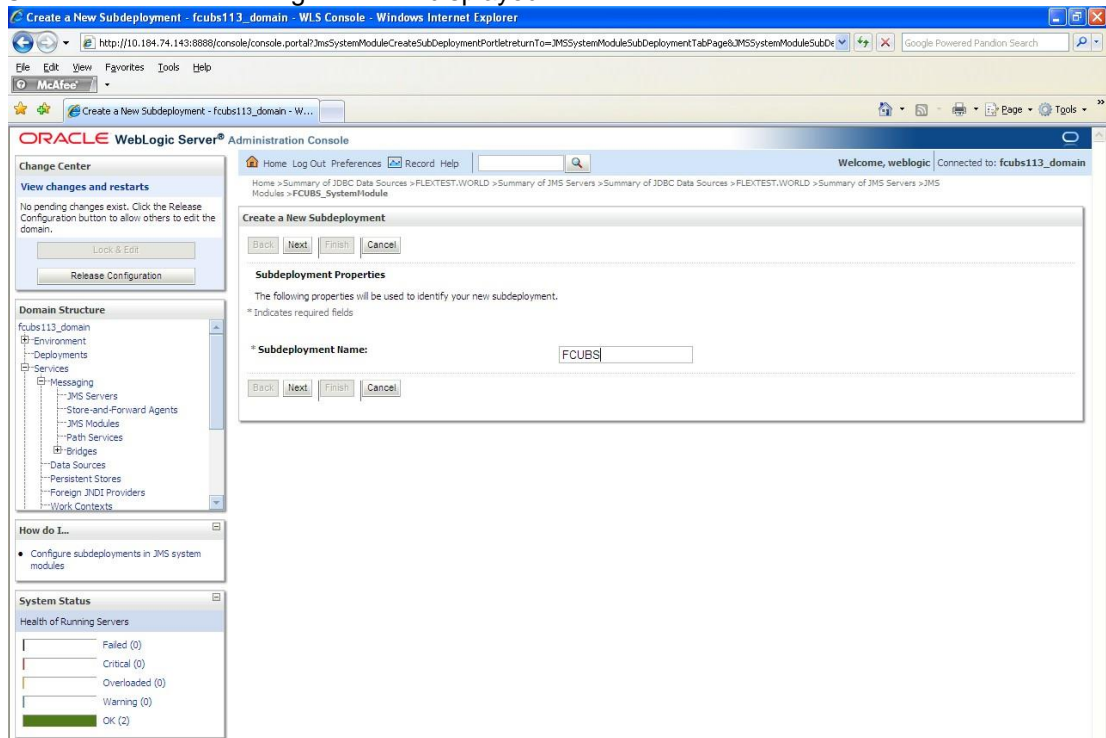 Create a New Subdeployment - fcubs113_domain - WLS Console - Windows Internet Explorer
http://10.184.74.143:8888/console/console.portal?JmsSystemModuleCreateSubDeploymentPortletreturnTo=JMSSystemModuleSubDeploymentTabPage&JMSSystemModuleSubDe
Google Powered Pandion Search
File Edit View Favorites Tools Help
McAfee
Create a New Subdeployment - fcubs113_domain - W...
Page Tools
ORACLE WebLogic Server® Administration Console
Change Center
View changes and restarts
No pending changes exist. Click the Release
Configuration button to allow others to edit the
domain.
Lock & Edit
Release Configuration
Domain Structure
fcubs113_domain
Environment
Deployments
Services
Messaging
JMS Servers
Store-and-Forward Agents
JMS Modules
Path Services
Bridges
Data Sources
Persistent Stores
Foreign JNDI Providers
Work Contexts
How do I...
Configure subdeployments in JMS system
modules
System Status
Health of Running Servers
Failed (0)
Critical (0)
Overloaded (0)
Warning (0)
OK (2)
Home Log Out Preferences Record Help
Welcome, weblogic Connected to: fcubs113_domain
Home >Summary of JDBC Data Sources >FLEXTEST.WORLD >Summary of JMS Servers >Summary of JDBC Data Sources >FLEXTEST.WORLD >Summary of JMS Servers >JMS
Modules >FCUBS_SystemModule
Create a New Subdeployment
Back Next Finish Cancel
Subdeployment Properties
The following properties will be used to identify your new subdeployment.
* Indicates required fields
* Subdeployment Name: FCUBS
Back Next Finish Cancel